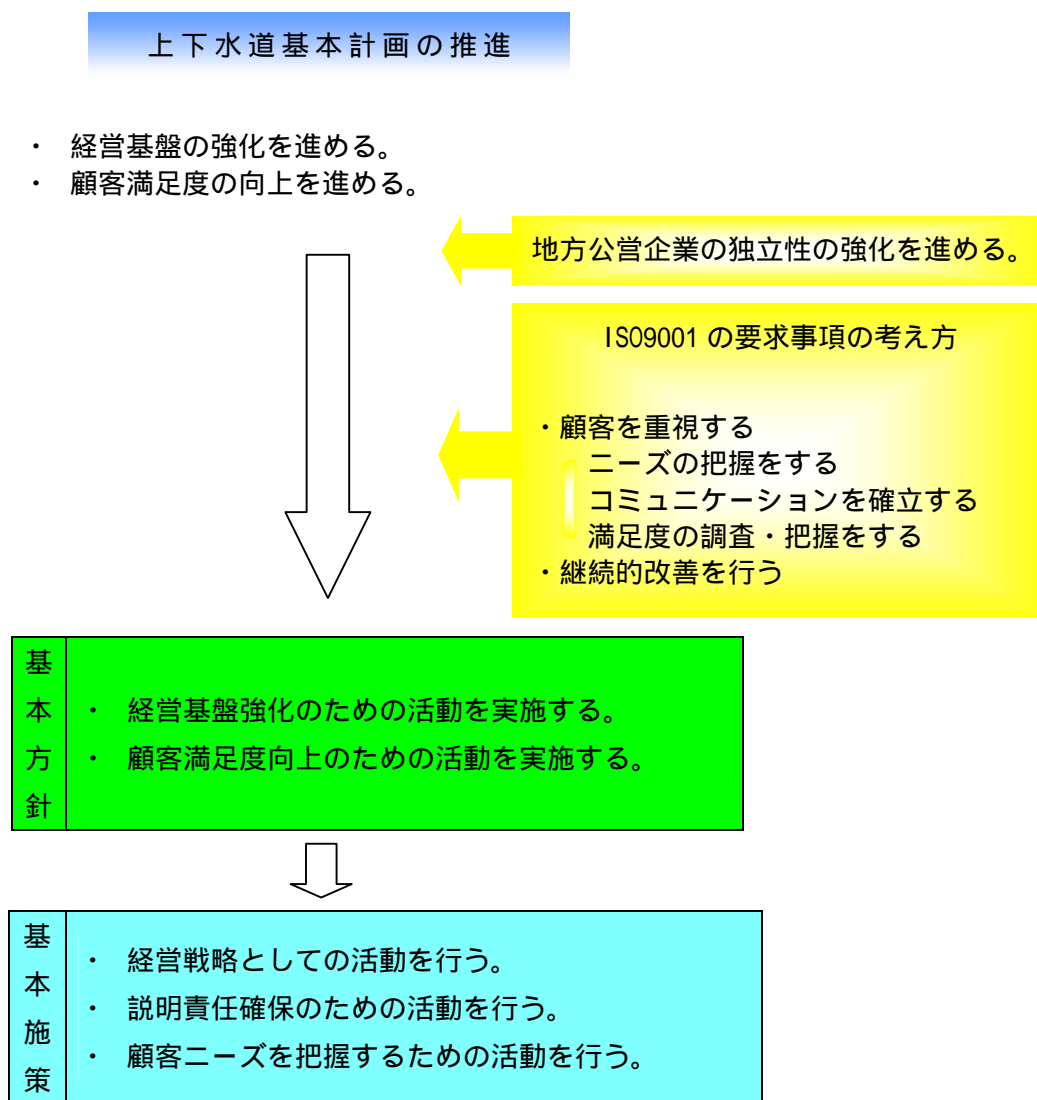 上下水道基本計画の推進
・ 経営基盤の強化を進める。
・ 顧客満足度の向上を進める。
地方公営企業の独立性の強化を進める。
ISO9001 の要求事項の考え方
・顧客を重視する
ニーズの把握をする
コミュニケーションを確立する
満足度の調査・把握をする
・継続的改善を行う
基本方針
・ 経営基盤強化のための活動を実施する。
・ 顧客満足度向上のための活動を実施する。
基本施策
・ 経営戦略としての活動を行う。
・ 説明責任確保のための活動を行う。
・ 顧客ニーズを把握するための活動を行う。